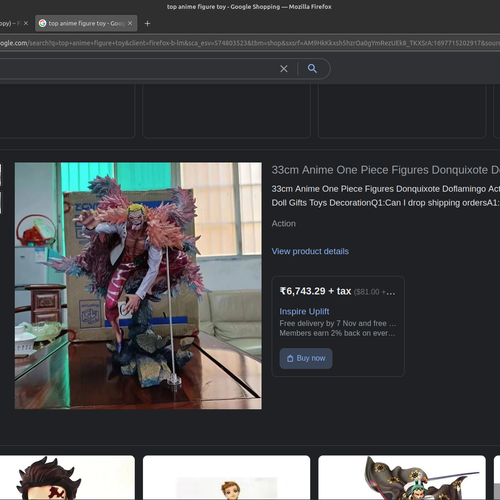 top anime figure toy - Google Shopping — Mozilla Firefox
opy) – F
top anime figure toy - Goog
ogle.com/search?q=top+anime+figure+toy&client=firefox-b-lm&sca_esv=574803523&tbm=shop&sxsrf=
33cm Anime One Piece Figures Donquixote D
33cm Anime One Piece Figures Donquixote Doflamingo Act
Doll Gifts Toys DecorationQ1:Can I drop shipping ordersA1:
Action
View product details
₹6,743.29 + tax ($81.00 +...
Inspire Uplift
Free delivery by 7 Nov and free ...
Members earn 2% back on ever...
Buy now